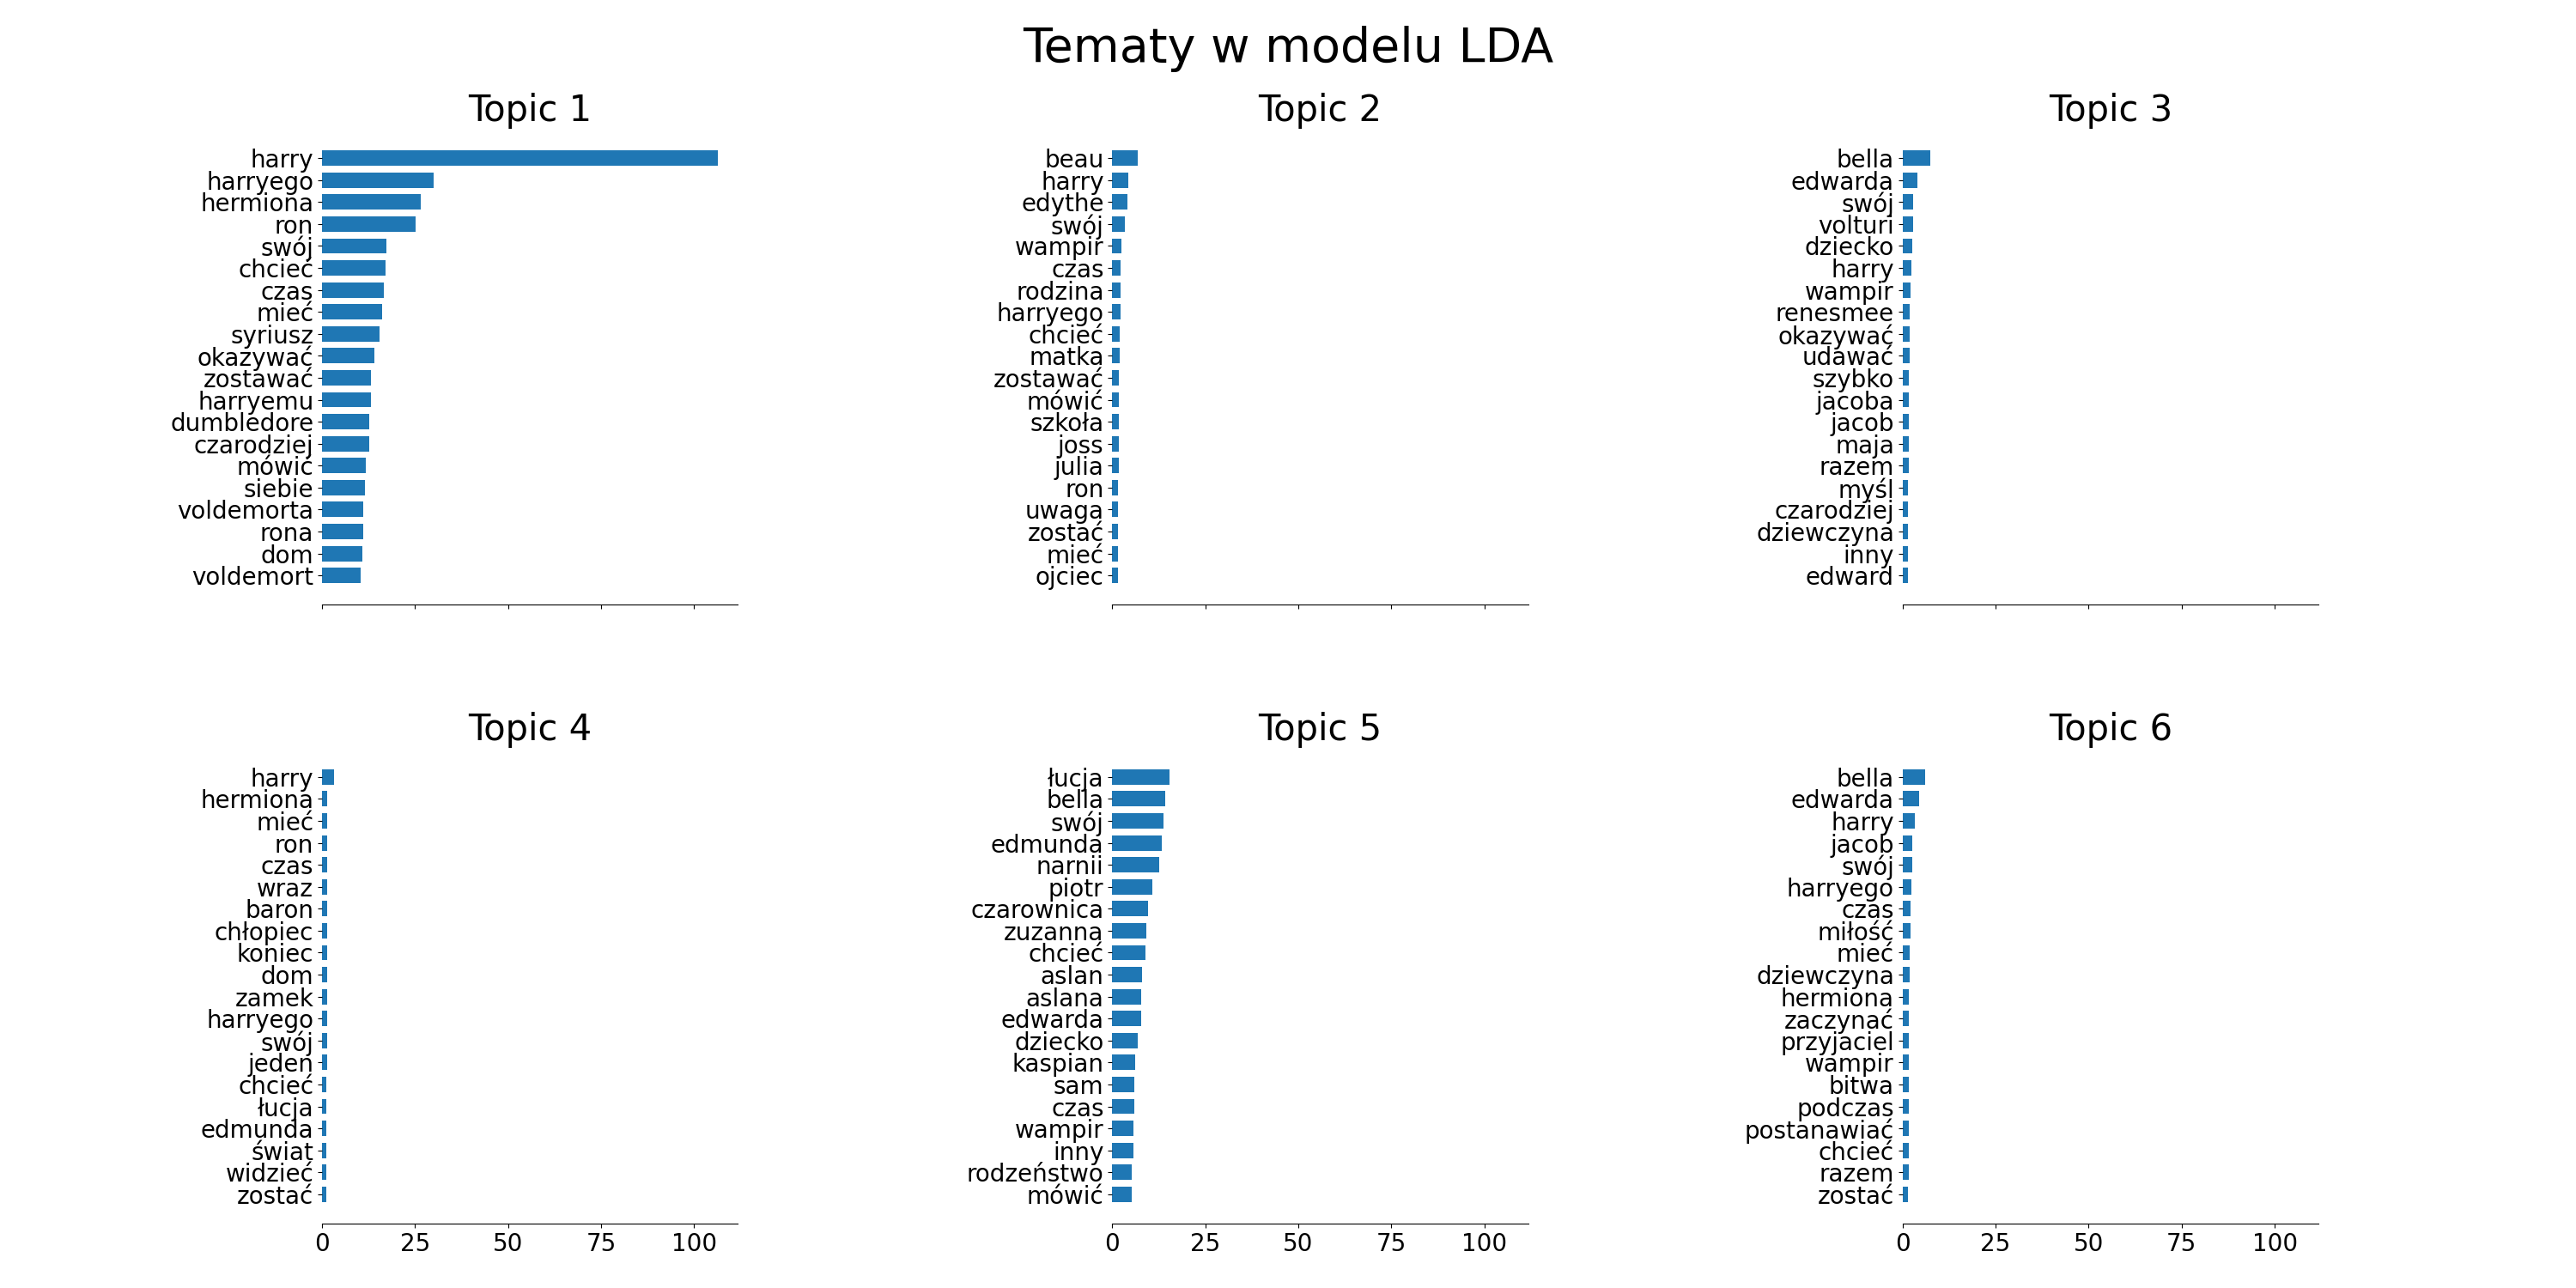 Tematy w modelu LDA
Topic 1
harry
harryego
hermiona
ron
swój
chcieć
czas
mieć
syriusz
okazywać
zostawać
harryemu
dumbledore
czarodziej
mówić
siebie
voldemorta
rona
dom
voldemort
Topic 2
beau
harry
edythe
swój
wampir
czas
rodzina
harryego
chcieć
matka
zostawać
mówić
szkoła
joss
julia
ron
uwaga
zostać
mieć
ojciec
Topic 3
bella
edwarda
swój
volturi
dziecko
harry
wampir
renesmee
okazywać
udawać
szybko
jacoba
jacob
maja
razem
myśl
czarodziej
dziewczyna
inny
edward
Topic 4
harry
hermiona
mieć
ron
czas
wraz
baron
chłopiec
koniec
dom
zamek
harryego
swój
jeden
chcieć
łucja
edmunda
świat
widzieć
zostać
0 25 50 75 100
Topic 5
łucja
bella
swój
edmunda
narnii
piotr
czarownica
zuzanna
chcieć
aslan
aslana
edwarda
dziecko
kaspian
sam
czas
wampir
inny
rodzeństwo
mówić
0 25 50 75 100
Topic 6
bella
edwarda
harry
jacob
swój
harryego
czas
miłość
mieć
dziewczyna
hermiona
zaczynać
przyjaciel
wampir
bitwa
podczas
postanawiać
chcieć
razem
zostać
0 25 50 75 100